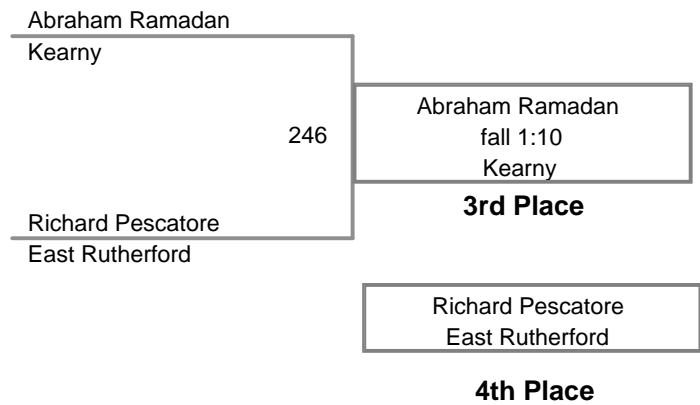 Abraham Ramadan
Kearny
246
Abraham Ramadan
fall 1:10
Kearny
3rd Place
Richard Pescatore
East Rutherford
Richard Pescatore
East Rutherford
4th Place